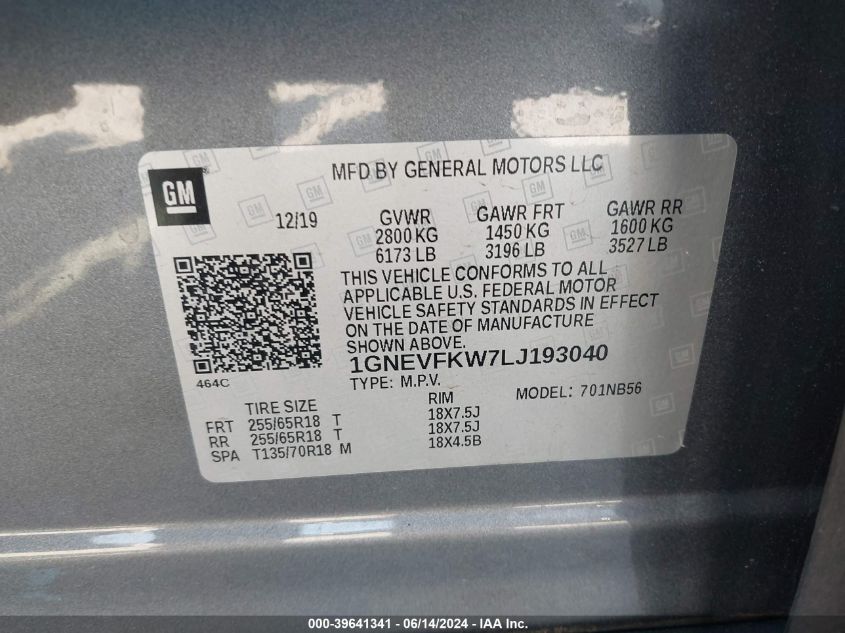 GM
MFD BY GENERAL MOTORS LLC
12/19
GVWR GAWR FRT GAWR RR
2800 KG 1450 KG 1600 KG
6173 LB 3196 LB 3527 LB
THIS VEHICLE CONFORMS TO ALL
APPLICABLE U.S. FEDERAL MOTOR
VEHICLE SAFETY STANDARDS IN EFFECT
ON THE DATE OF MANUFACTURE
SHOWN ABOVE.
1GNEVFKW7LJ193040
464C
TYPE: M.P.V. MODEL: 701NB56
TIRE SIZE RIM
FRT 255/65R18 T 18X7.5J
RR 255/65R18 T 18X7.5J
SPA T135/70R18 M 18X4.5B
000-39641341 - 06/14/2024 - IAA Inc.